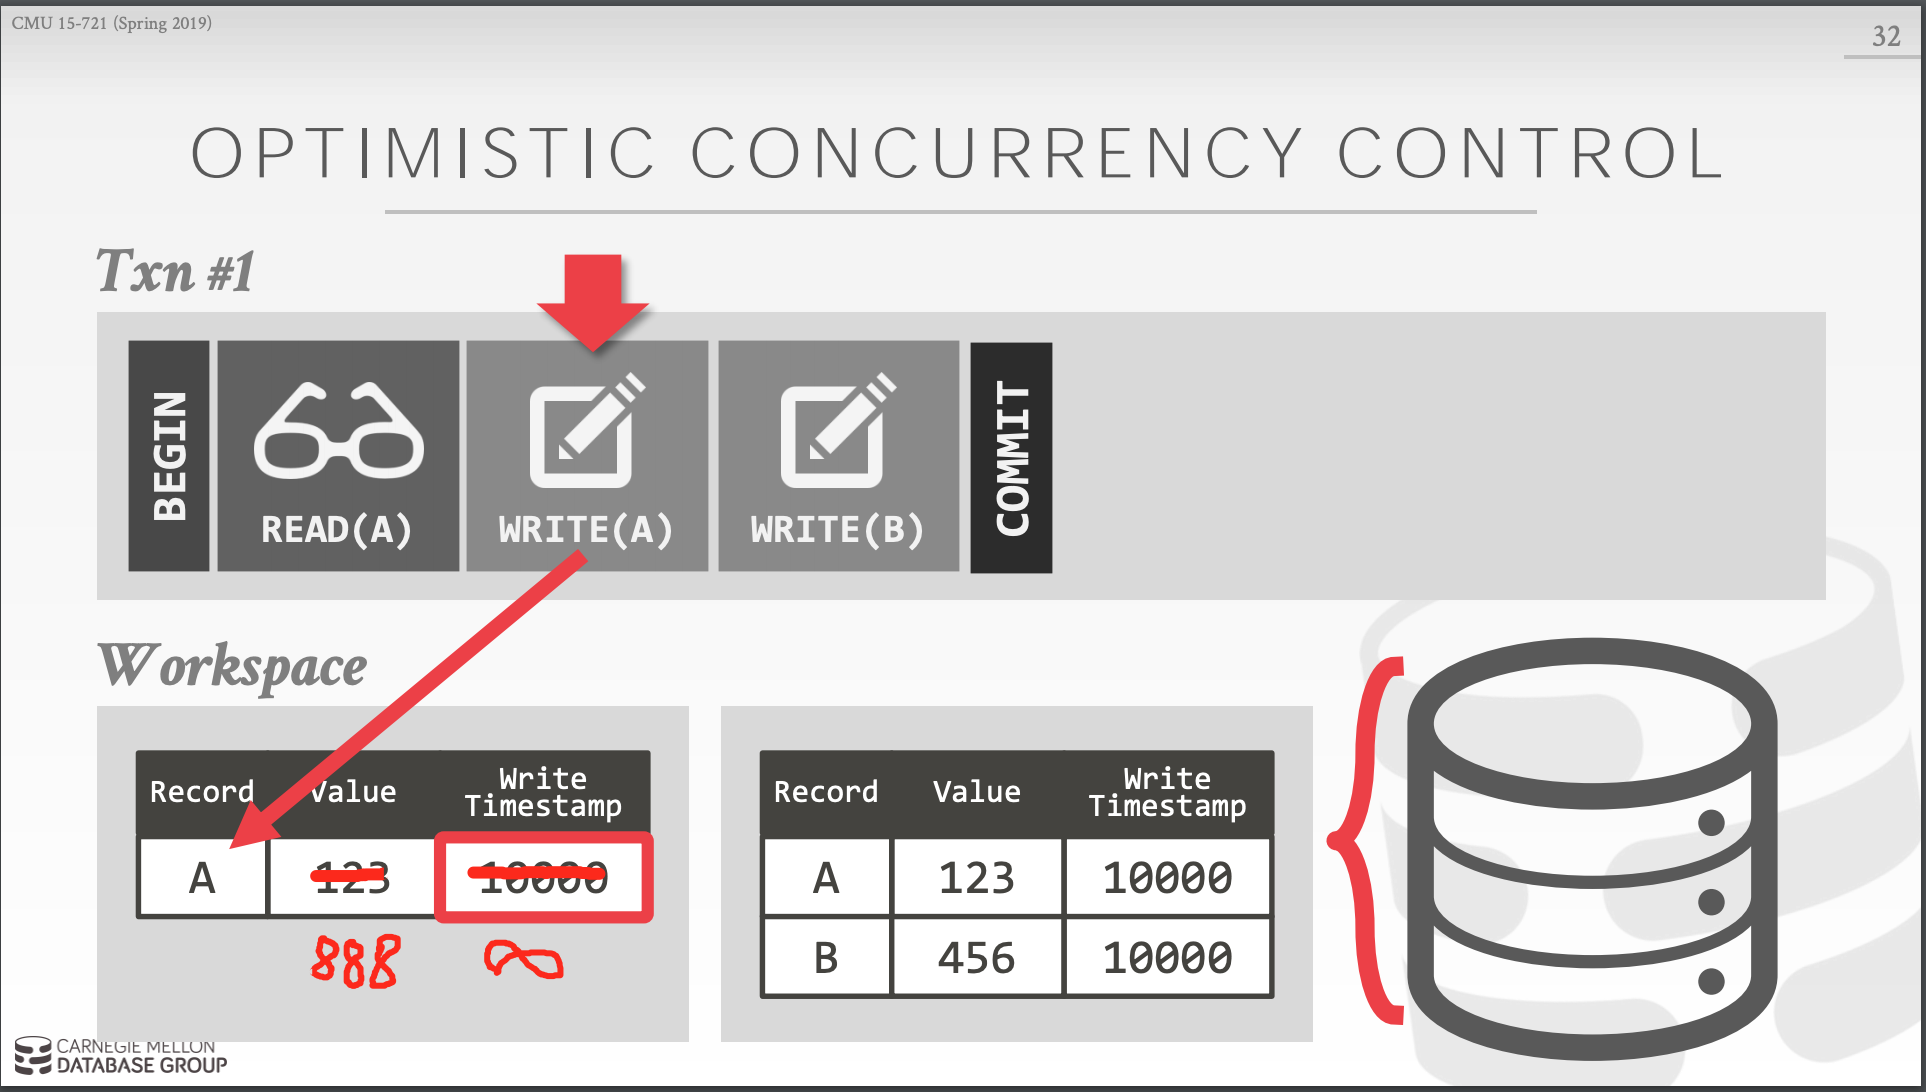 CMU 15-721 (Spring 2019)
32
OPTIMISTIC CONCURRENCY CONTROL
Txn #1
BEGIN
READ(A)
WRITE(A)
WRITE(B)
COMMIT
Workspace
Record Value Write Timestamp
A 123 10000
888 ∞
Record Value Write Timestamp
A 123 10000
B 456 10000
CARNEGIE MELLON
DATABASE GROUP